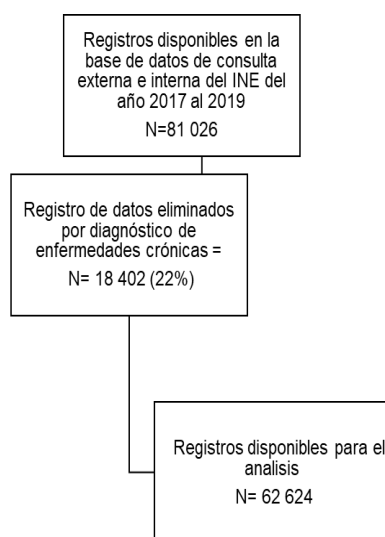 Registros disponibles en la
base de datos de consulta
externa e interna del INE del
año 2017 al 2019
N=81 026
Registro de datos eliminados
por diagnóstico de
enfermedades crónicas =
N= 18 402 (22%)
Registros disponibles para el
analisis
N= 62 624